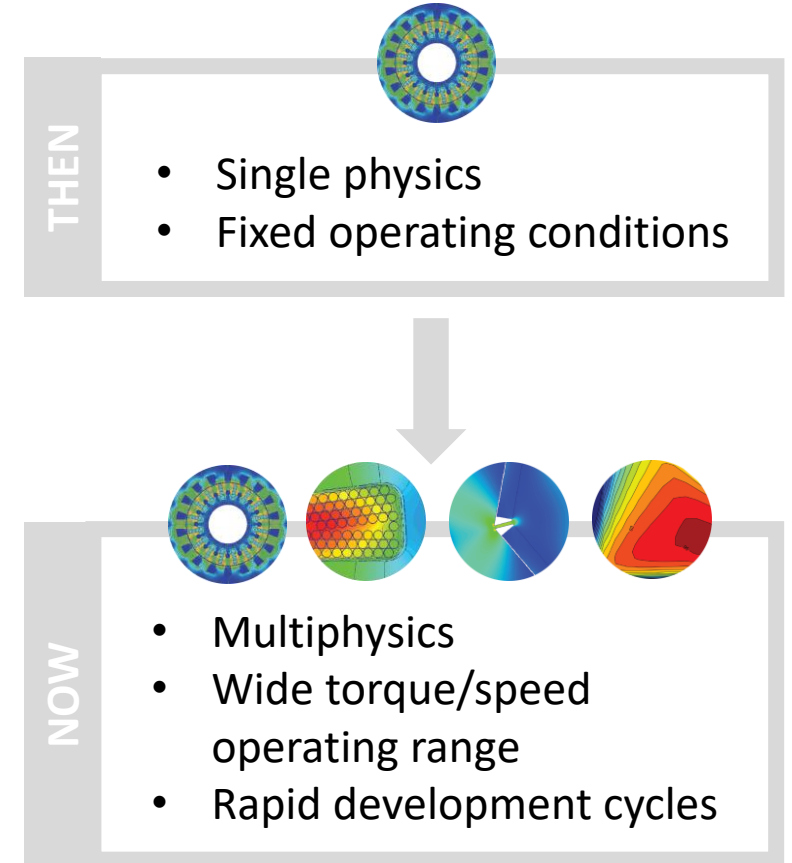 THEN
• Single physics
• Fixed operating conditions
NOW
• Multiphysics
• Wide torque/speed
operating range
• Rapid development cycles